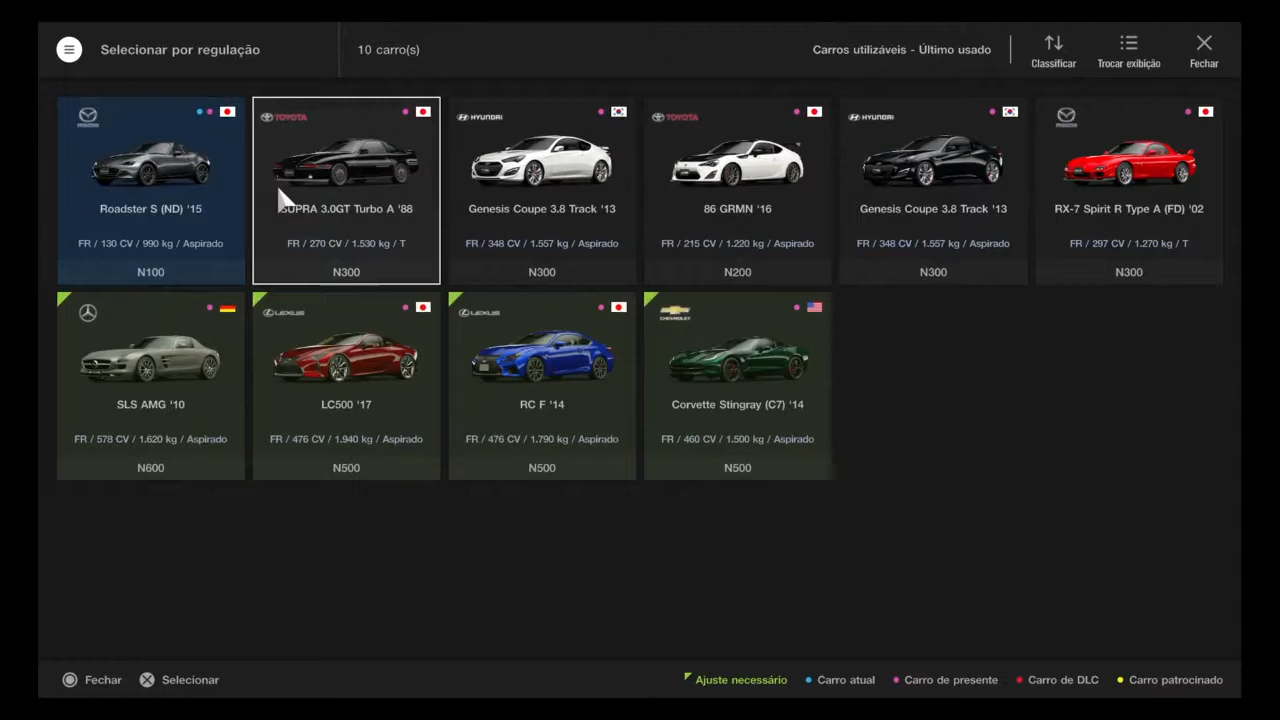 Selecionar por regulação
10 carro(s)
Carros utilizáveis - Último usado
Classificar
Trocar exibição
Fechar
mazda
TOYOTA
HYUNDAI
TOYOTA
HYUNDAI
mazda
Roadster S (ND) '15
SUPRA 3.0GT Turbo A '88
Genesis Coupe 3.8 Track '13
86 GRMN '16
Genesis Coupe 3.8 Track '13
RX-7 Spirit R Type A (FD) '02
FR / 130 CV / 990 kg / Aspirado
FR / 270 CV / 1.530 kg / T
FR / 348 CV / 1.557 kg / Aspirado
FR / 215 CV / 1.220 kg / Aspirado
FR / 348 CV / 1.557 kg / Aspirado
FR / 297 CV / 1.270 kg / T
N100
N300
N300
N200
N300
N300
LEXUS
LEXUS
CHEVROLET
SLS AMG '10
LC500 '17
RC F '14
Corvette Stingray (C7) '14
FR / 578 CV / 1.620 kg / Aspirado
FR / 476 CV / 1.940 kg / Aspirado
FR / 476 CV / 1.790 kg / Aspirado
FR / 460 CV / 1.500 kg / Aspirado
N600
N500
N500
N500
Fechar
Selecionar
Ajuste necessário
Carro atual
Carro de presente
Carro de DLC
Carro patrocinado